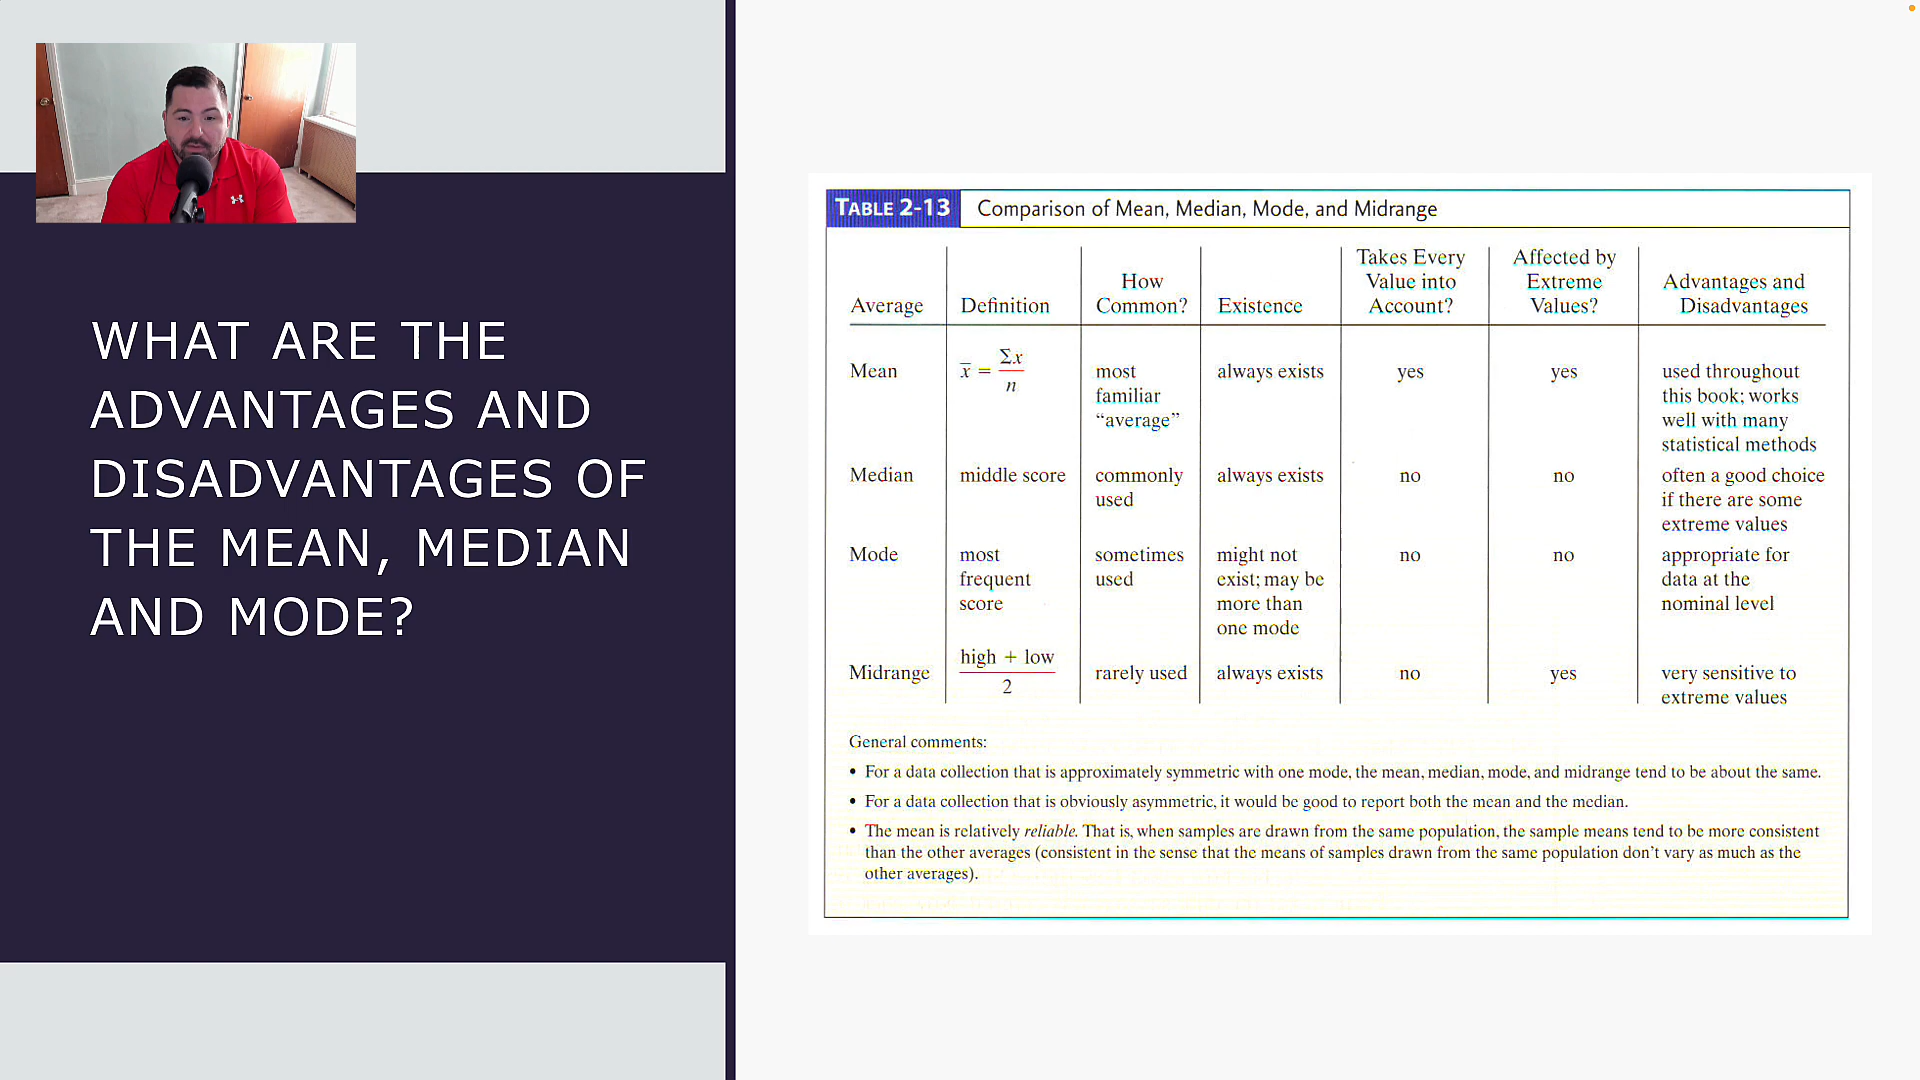 WHAT ARE THE
ADVANTAGES AND
DISADVANTAGES OF
THE MEAN, MEDIAN
AND MODE?
TABLE 2-13 Comparison of Mean, Median, Mode, and Midrange
Average Definition How Common? Existence Takes Every Value into Account? Affected by Extreme Values? Advantages and Disadvantages
Mean x̄ = Σx / n most familiar “average” always exists yes yes used throughout this book; works well with many statistical methods
Median middle score commonly used always exists no no often a good choice if there are some extreme values
Mode most frequent score sometimes used might not exist; may be more than one mode no no appropriate for data at the nominal level
Midrange high + low / 2 rarely used always exists no yes very sensitive to extreme values
General comments:
• For a data collection that is approximately symmetric with one mode, the mean, median, mode, and midrange tend to be about the same.
• For a data collection that is obviously asymmetric, it would be good to report both the mean and the median.
• The mean is relatively reliable. That is, when samples are drawn from the same population, the sample means tend to be more consistent
than the other averages (consistent in the sense that the means of samples drawn from the same population don’t vary as much as the
other averages).